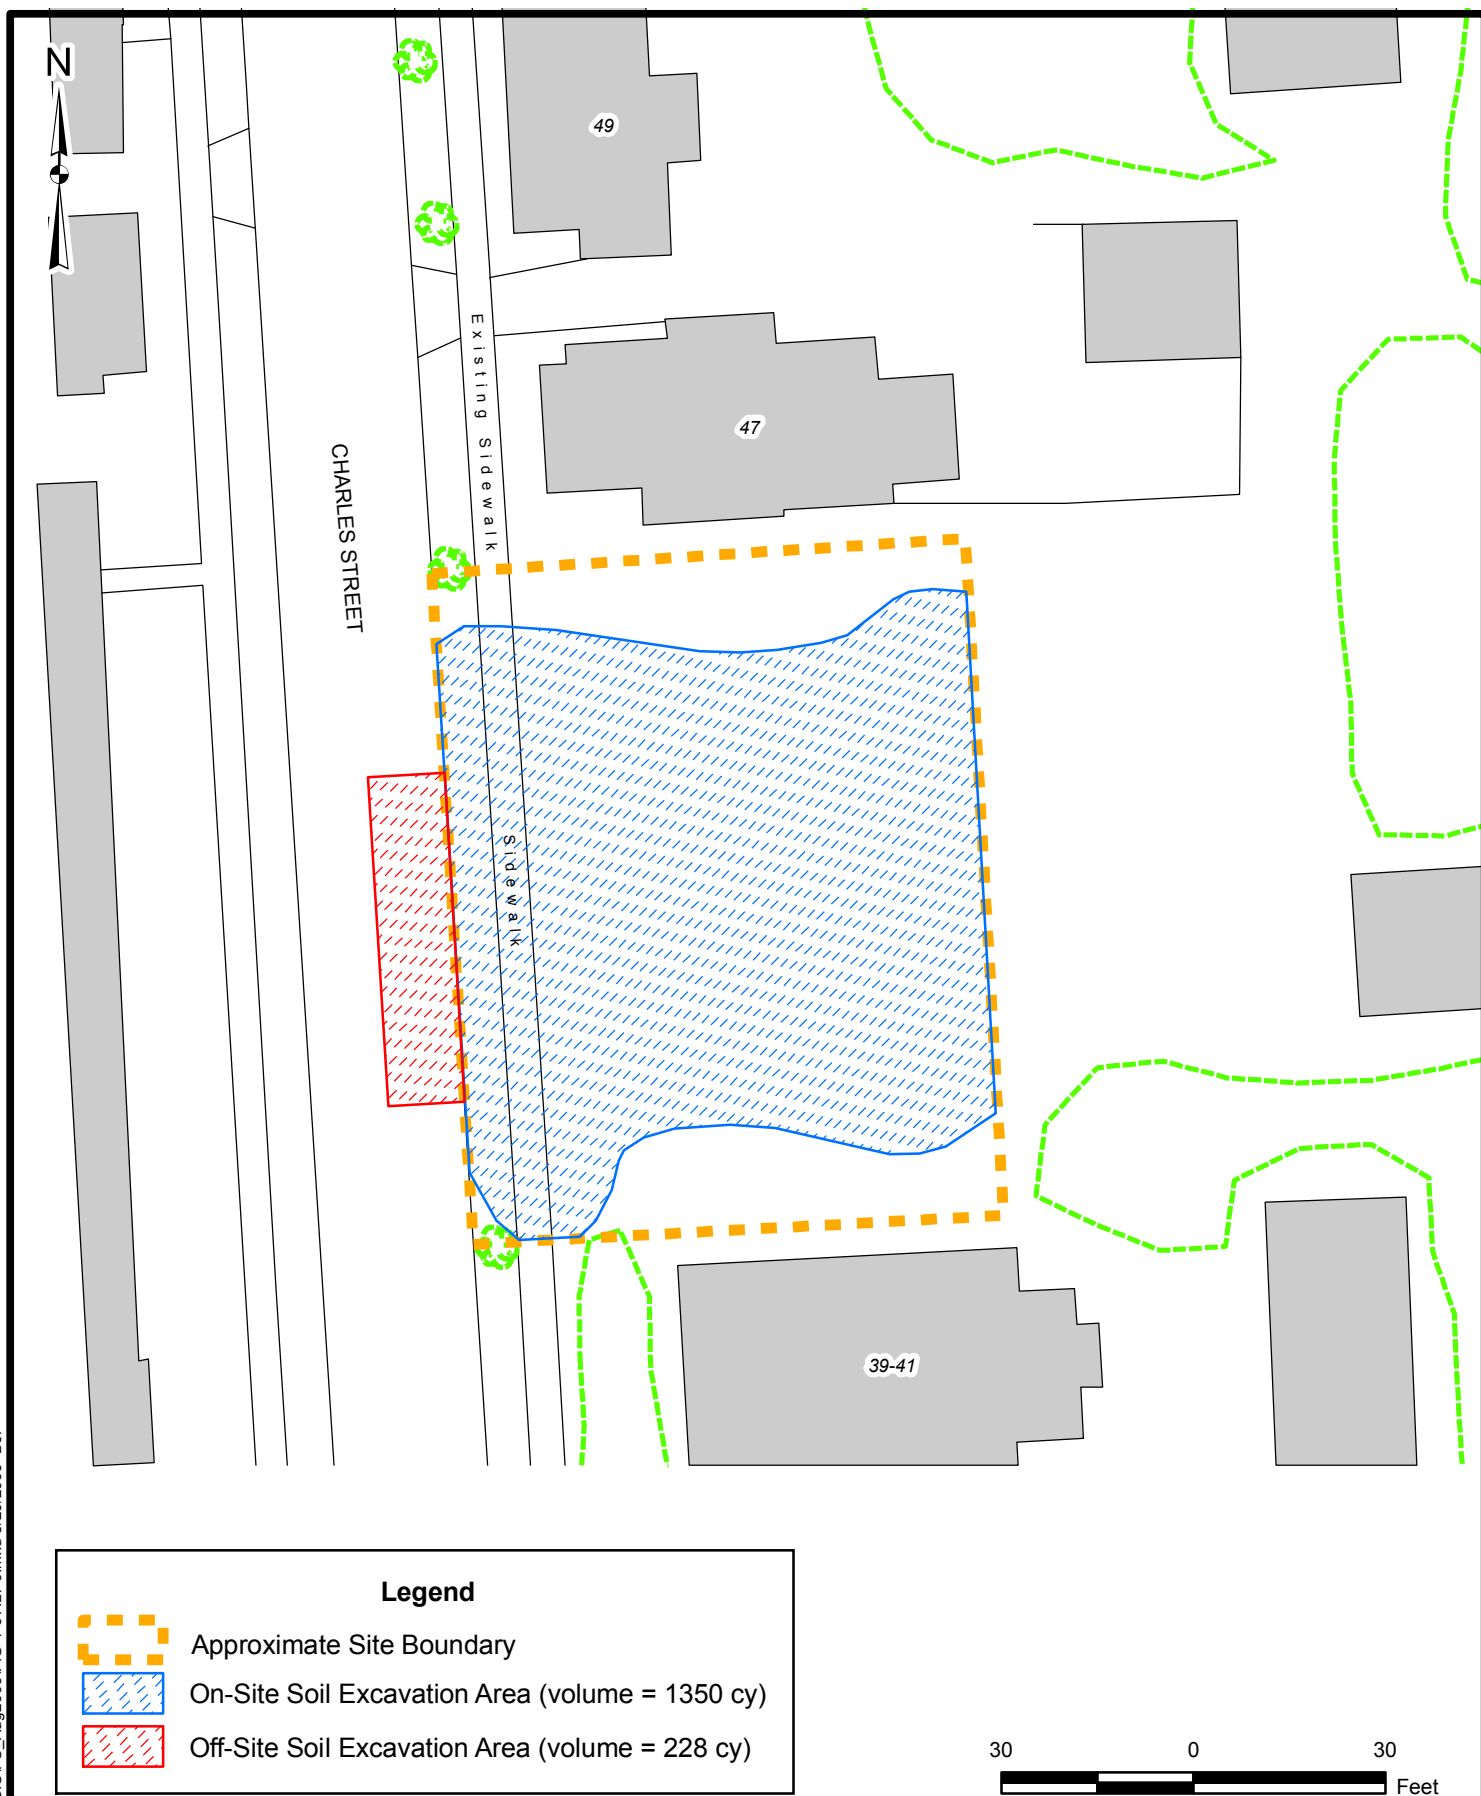 N
49
Existing Sidewalk
47
CHARLES STREET
Sidewalk
39-41
Legend
Approximate Site Boundary
On-Site Soil Excavation Area (volume = 1350 cy)
Off-Site Soil Excavation Area (volume = 228 cy)
30 0 30
Feet